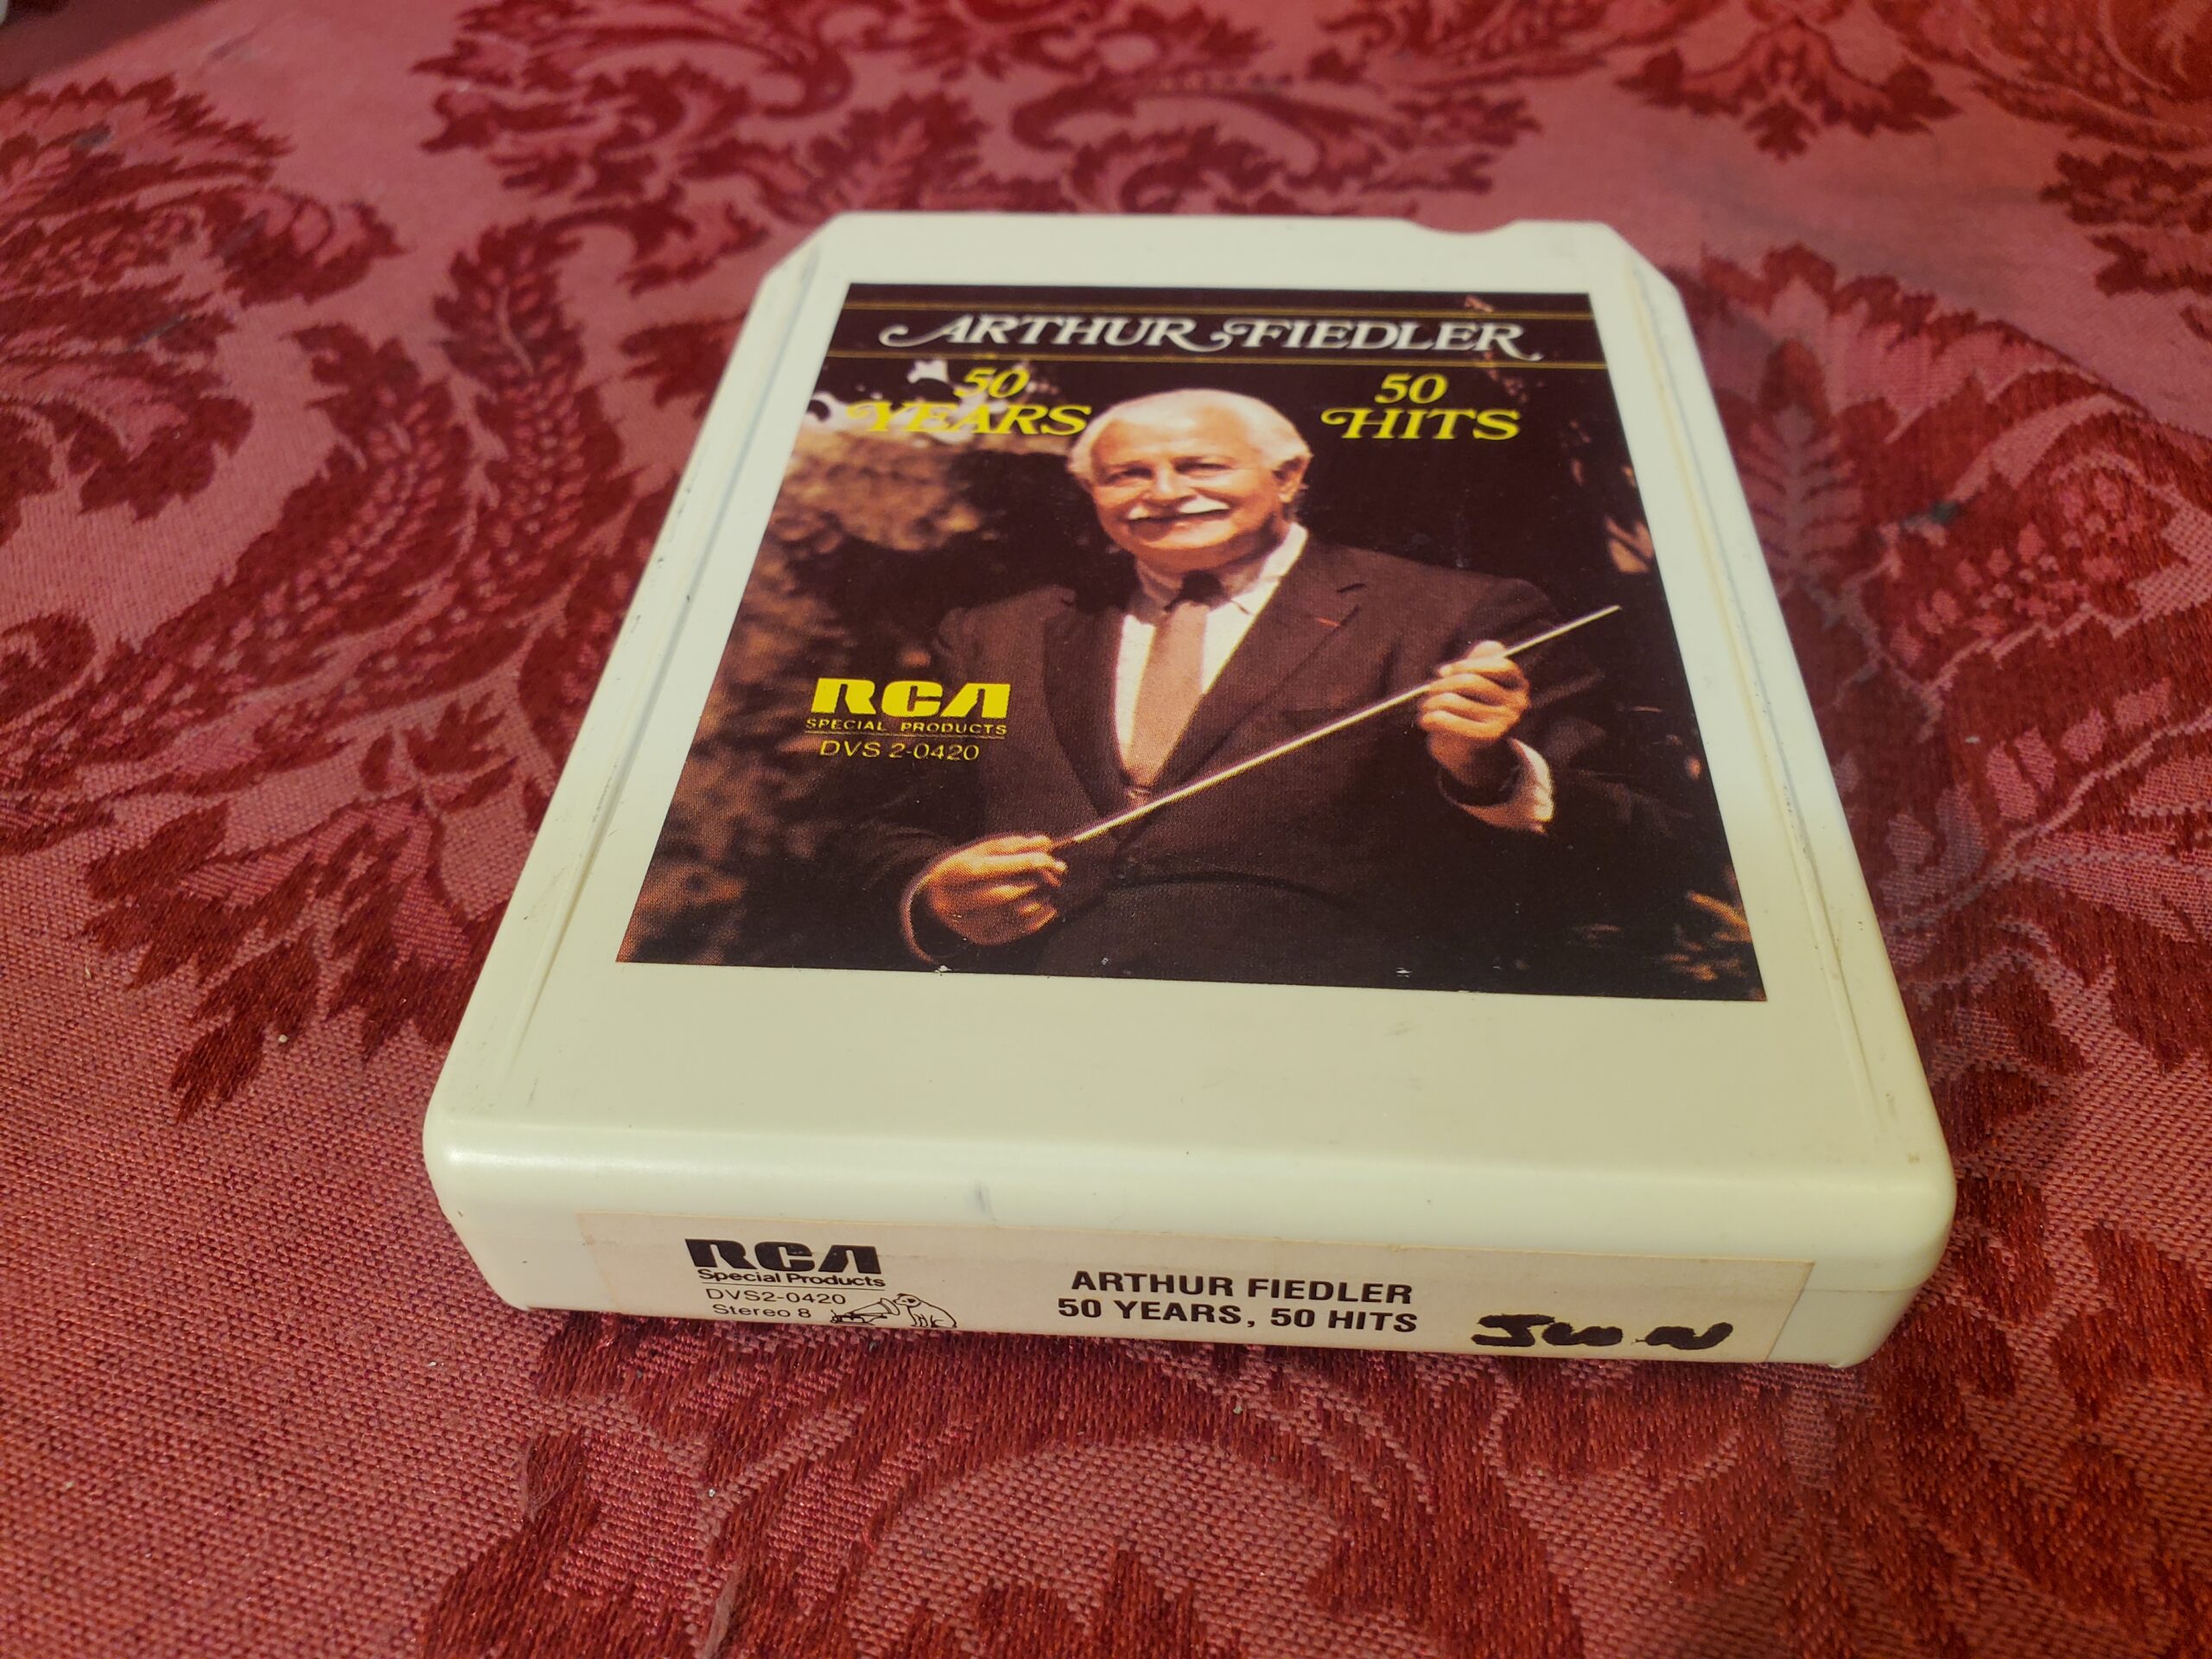 ARTHUR FIEDLER
50 YEARS
50 HITS
RCA
SPECIAL PRODUCTS
DVS 2-0420
RCA
Special Products
DVS2-0420
Stereo 8
ARTHUR FIEDLER
50 YEARS, 50 HITS